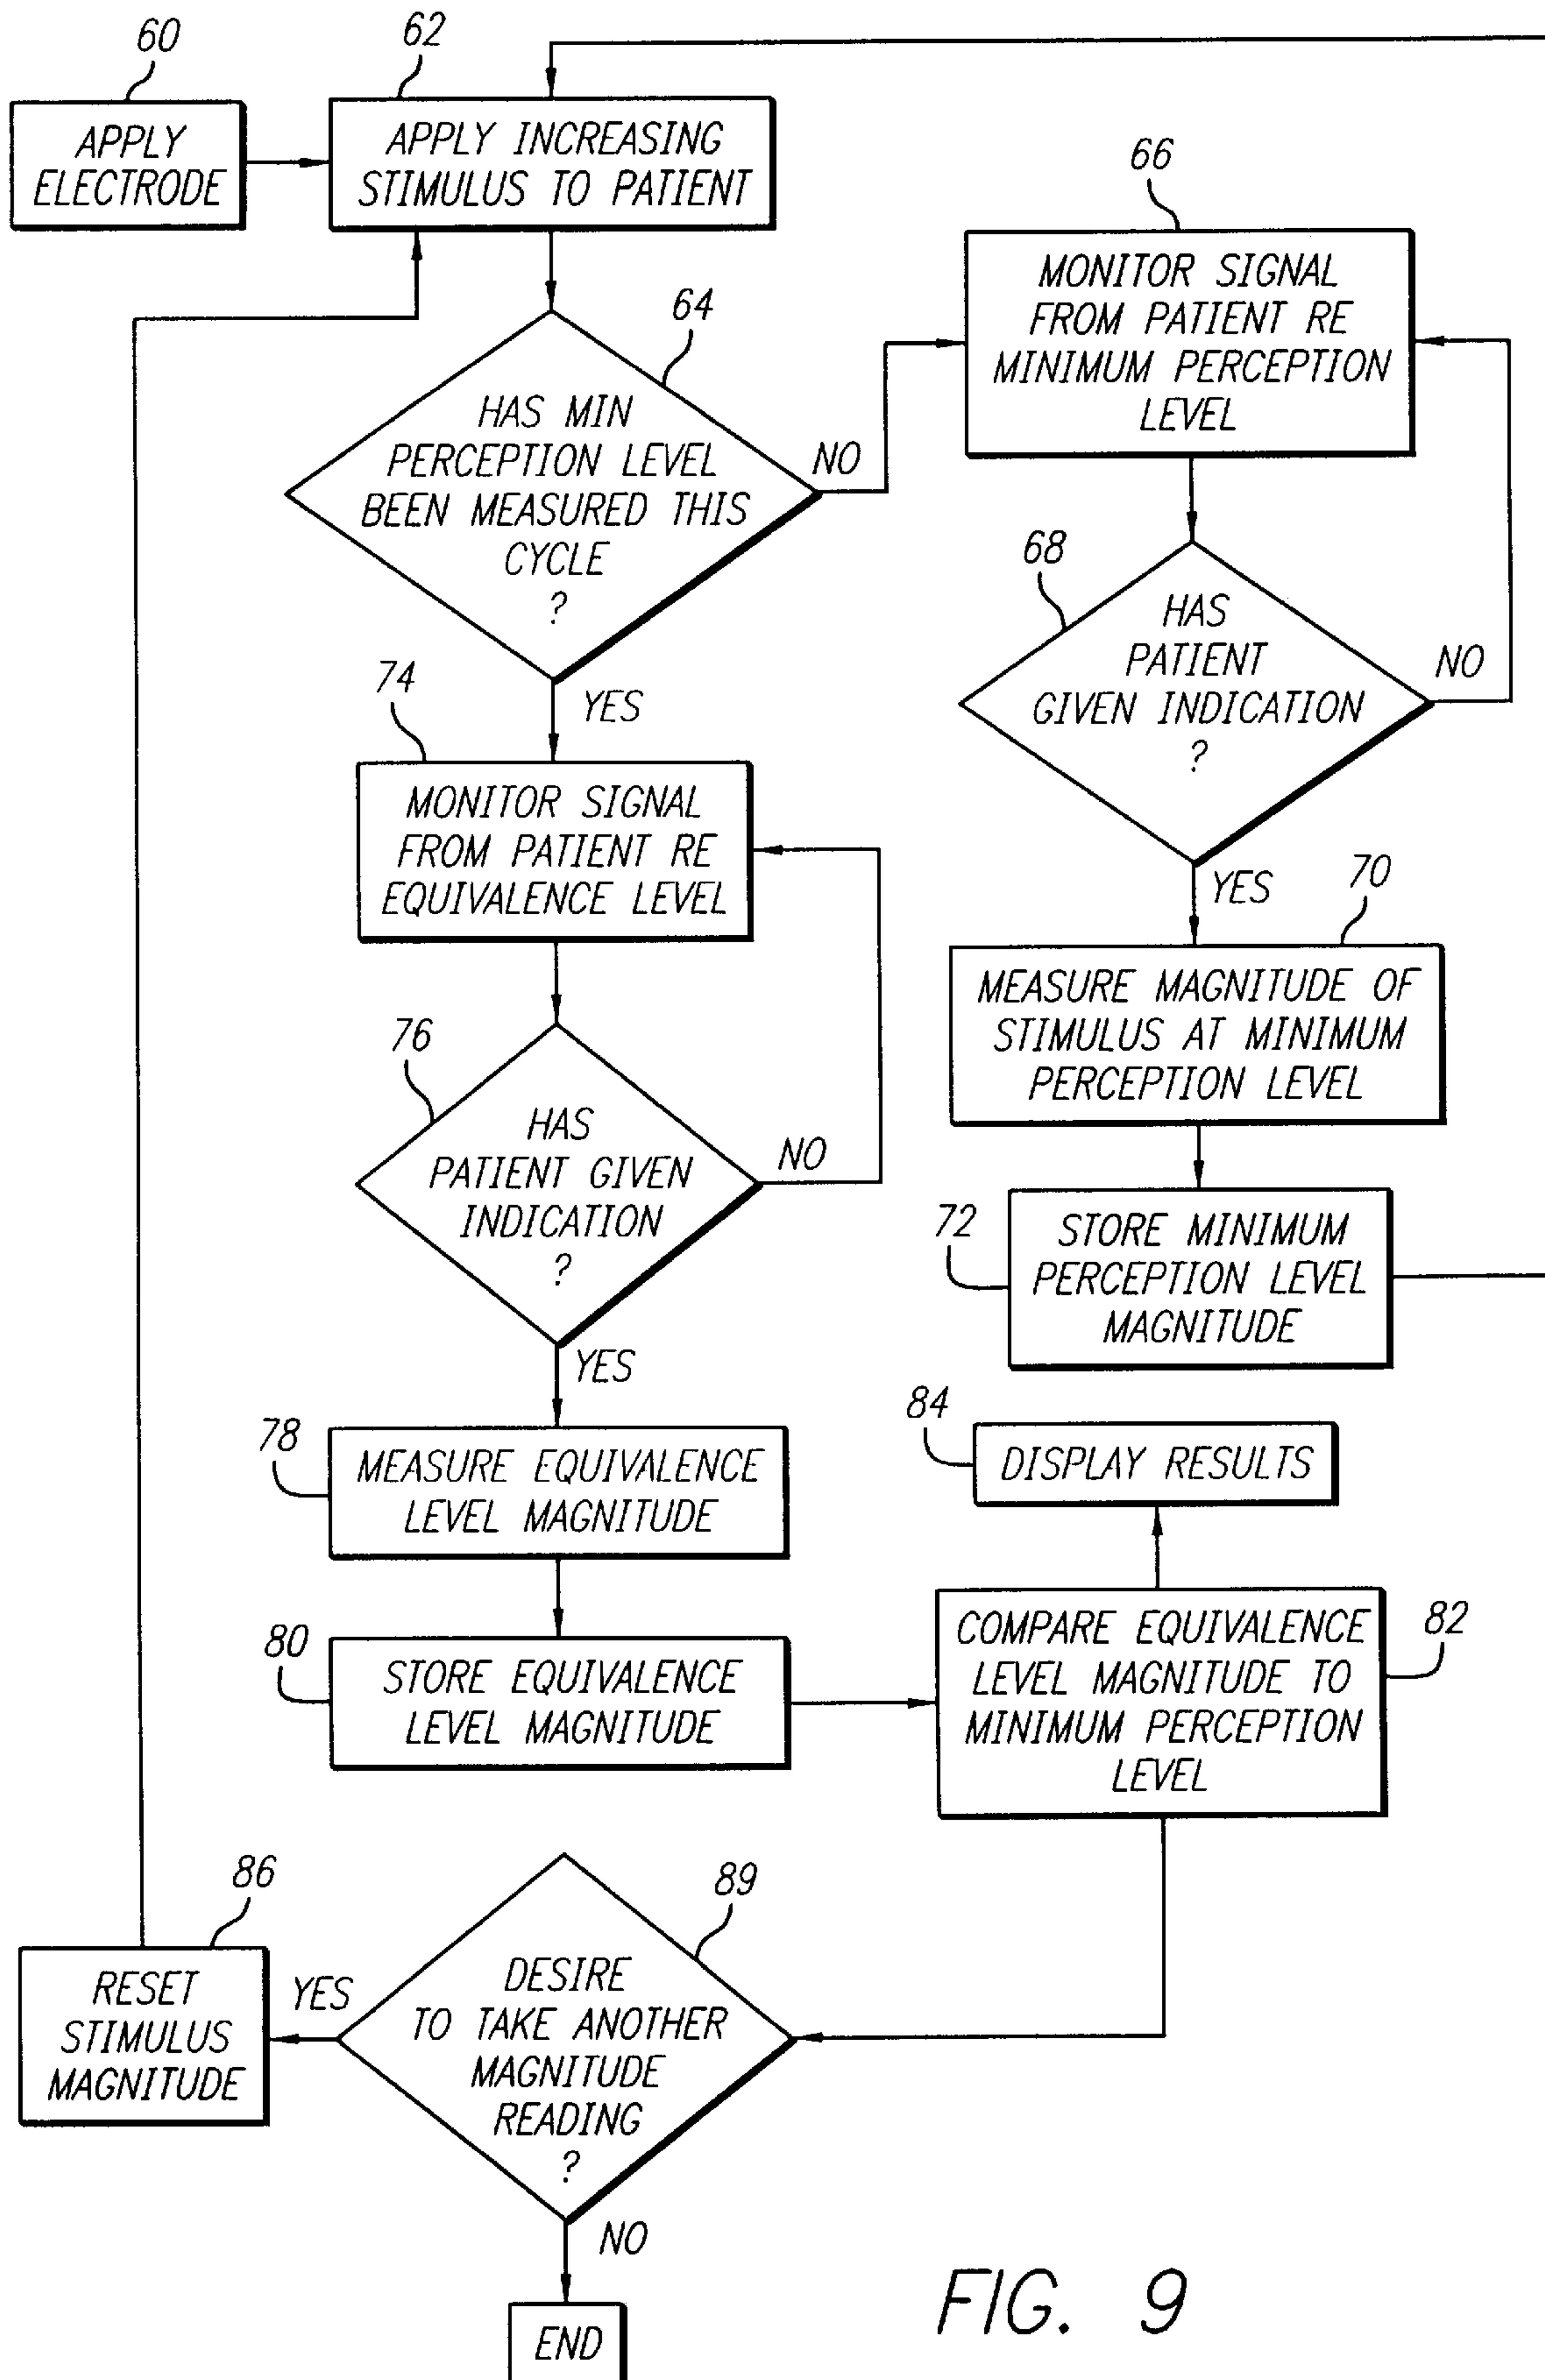 60
APPLY
ELECTRODE
62
APPLY INCREASING
STIMULUS TO PATIENT
64
HAS MIN
PERCEPTION LEVEL
BEEN MEASURED THIS
CYCLE
?
NO
YES
66
MONITOR SIGNAL
FROM PATIENT RE
MINIMUM PERCEPTION
LEVEL
68
HAS
PATIENT
GIVEN INDICATION
?
NO
YES
70
MEASURE MAGNITUDE OF
STIMULUS AT MINIMUM
PERCEPTION LEVEL
72
STORE MINIMUM
PERCEPTION LEVEL
MAGNITUDE
74
MONITOR SIGNAL
FROM PATIENT RE
EQUIVALENCE LEVEL
76
HAS
PATIENT GIVEN
INDICATION
?
NO
YES
78
MEASURE EQUIVALENCE
LEVEL MAGNITUDE
80
STORE EQUIVALENCE
LEVEL MAGNITUDE
84
DISPLAY RESULTS
82
COMPARE EQUIVALENCE
LEVEL MAGNITUDE TO
MINIMUM PERCEPTION
LEVEL
89
DESIRE
TO TAKE ANOTHER
MAGNITUDE
READING
?
YES
NO
86
RESET
STIMULUS
MAGNITUDE
END
FIG. 9